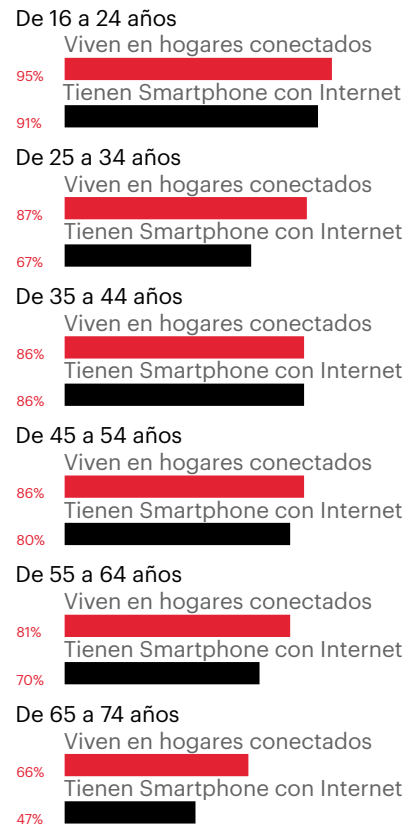 De 16 a 24 años
Viven en hogares conectados
95%
Tienen Smartphone con Internet
91%
De 25 a 34 años
Viven en hogares conectados
87%
Tienen Smartphone con Internet
67%
De 35 a 44 años
Viven en hogares conectados
86%
Tienen Smartphone con Internet
86%
De 45 a 54 años
Viven en hogares conectados
86%
Tienen Smartphone con Internet
80%
De 55 a 64 años
Viven en hogares conectados
81%
Tienen Smartphone con Internet
70%
De 65 a 74 años
Viven en hogares conectados
66%
Tienen Smartphone con Internet
47%